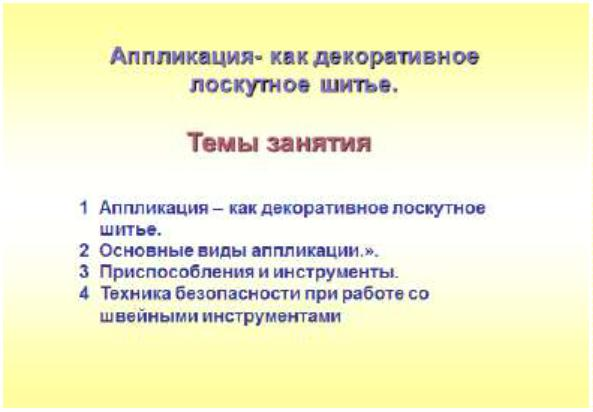 Аппликация- как декоративное
лоскутное шитье.
Темы занятия
1 Аппликация – как декоративное лоскутное
шитье.
2 Основные виды аппликации.».
3 Приспособления и инструменты.
4 Техника безопасности при работе со
швейными инструментами